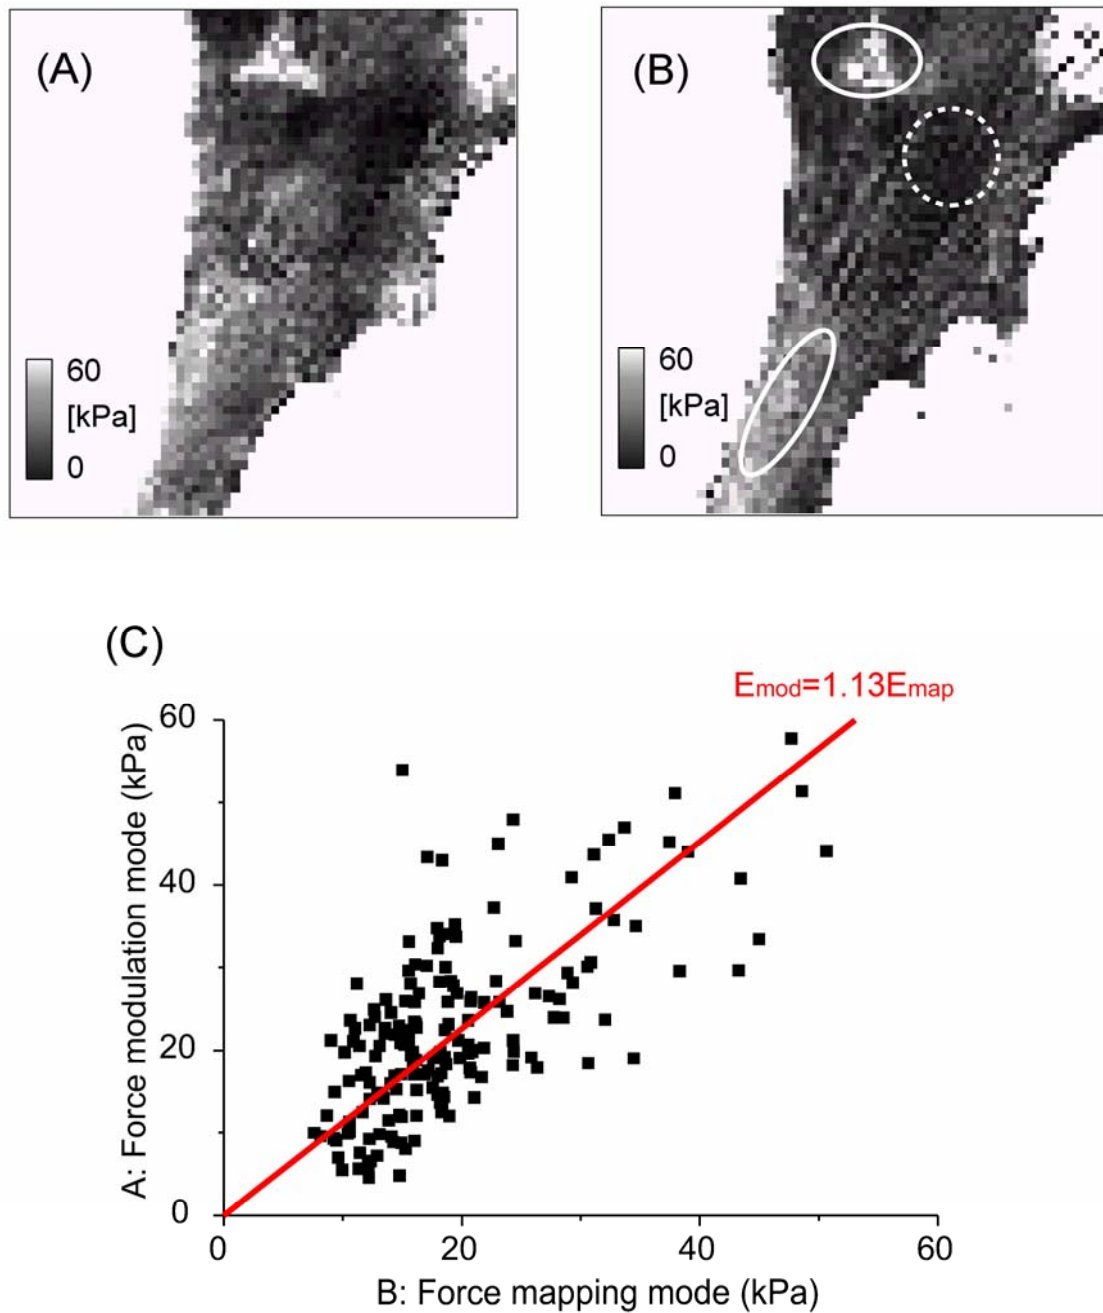 (A)
60
[kPa]
0
(B)
60
[kPa]
0
(C)
Emod=1.13Emap
60
40
20
0
A: Force modulation mode (kPa)
0 20 40 60
B: Force mapping mode (kPa)